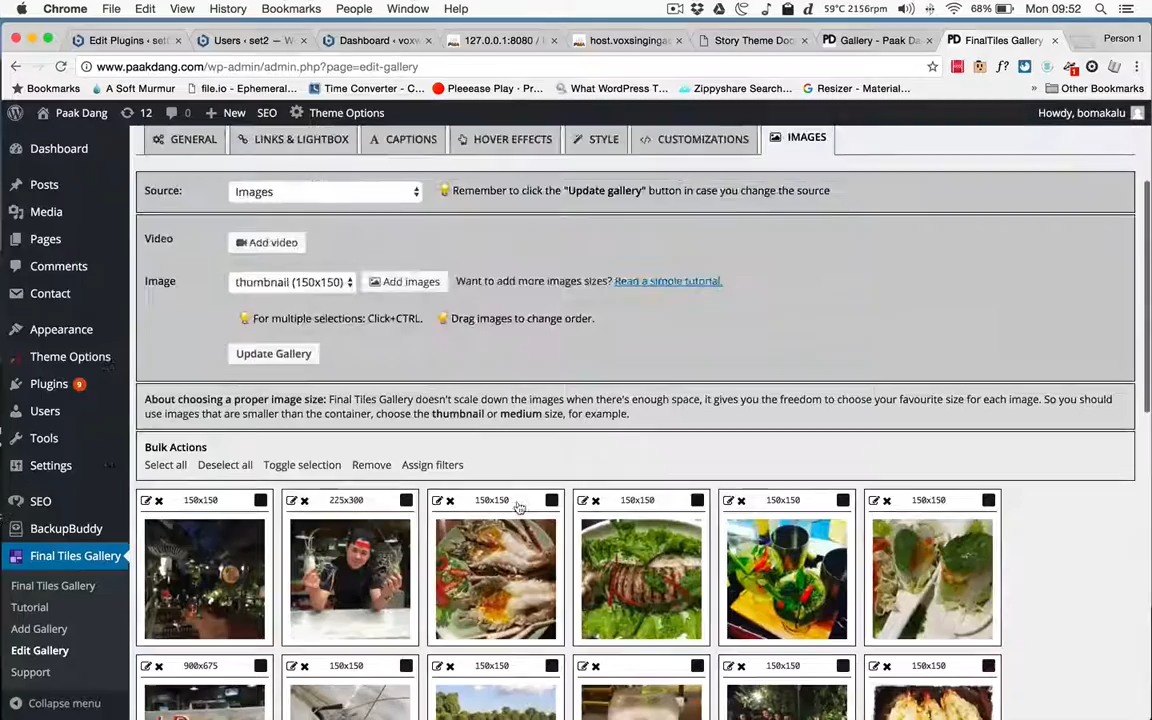 Chrome File Edit View History Bookmarks People Window Help 59°C 2156rpm 68% Mon 09:52
Edit Plugins ‹ set Users ‹ set2 — W Dashboard ‹ voxw 127.0.0.1:8080 / host.voxsingingac Story Theme Doc PD Gallery - Paak Da PD FinalTiles Gallery Person 1
www.paakdang.com/wp-admin/admin.php?page=edit-gallery
Bookmarks A Soft Murmur file.io - Ephemeral... Time Converter - C... Pleeease Play - Pr... What WordPress T... Zippyshare Search... Resizer - Material... Other Bookmarks
Paak Dang 12 0 New SEO Theme Options Howdy, bomakalu
Dashboard
Posts
Media
Pages
Comments
Contact
Appearance
Theme Options
Plugins 9
Users
Tools
Settings
SEO
BackupBuddy
Final Tiles Gallery
Final Tiles Gallery
Tutorial
Add Gallery
Edit Gallery
Support
Collapse menu
GENERAL LINKS & LIGHTBOX CAPTIONS HOVER EFFECTS STYLE CUSTOMIZATIONS IMAGES
Source: Images Remember to click the "Update gallery" button in case you change the source
Video Add video
Image thumbnail (150x150) Add images Want to add more images sizes? Read a simple tutorial.
For multiple selections: Click+CTRL. Drag images to change order.
Update Gallery
About choosing a proper image size: Final Tiles Gallery doesn't scale down the images when there's enough space, it gives you the freedom to choose your favourite size for each image. So you should
use images that are smaller than the container, choose the thumbnail or medium size, for example.
Bulk Actions
Select all Deselect all Toggle selection Remove Assign filters
150x150 225x300 150x150 150x150 150x150 150x150
900x675 150x150 150x150 150x150 150x150